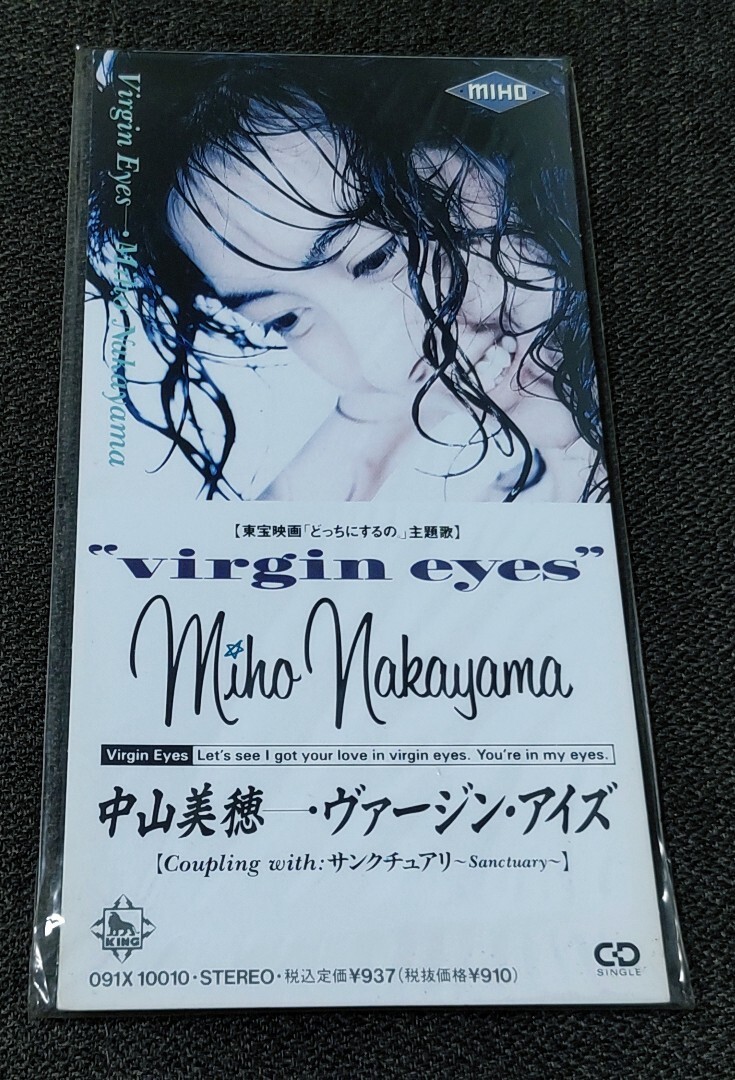 MIHO
Virgin Eyes—•Miho Nakayama
【東宝映画「どっちにするの。」主題歌】
“virgin eyes”
Miho Nakayama
Virgin Eyes Let's see I got your love in virgin eyes. You're in my eyes.
中山美穂—•ヴァージン・アイズ
【Coupling with:サンクチュアリ~Sanctuary~】
KING
091X 10010・STEREO・税込定価¥937(税抜価格¥910)
CD
SINGLE